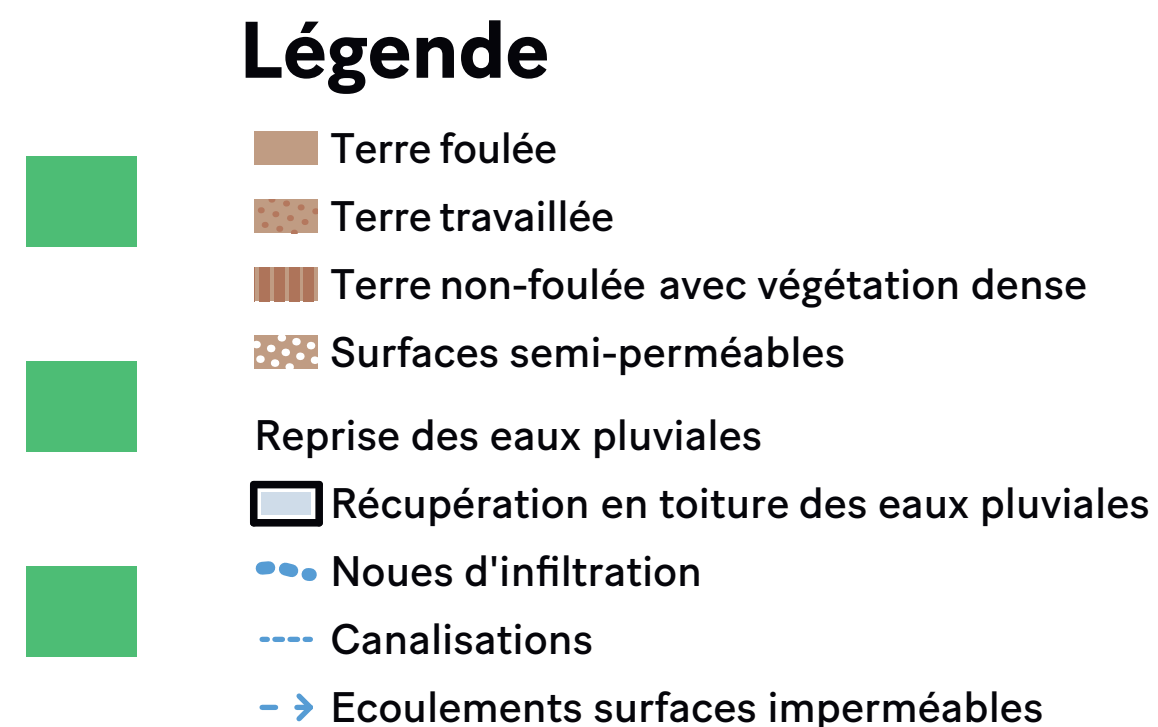 Légende
Terre foulée
Terre travaillée
Terre non-foulée avec végétation dense
Surfaces semi-perméables
Reprise des eaux pluviales
Récupération en toiture des eaux pluviales
Noues d'infiltration
Canalisations
Ecoulements surfaces imperméables